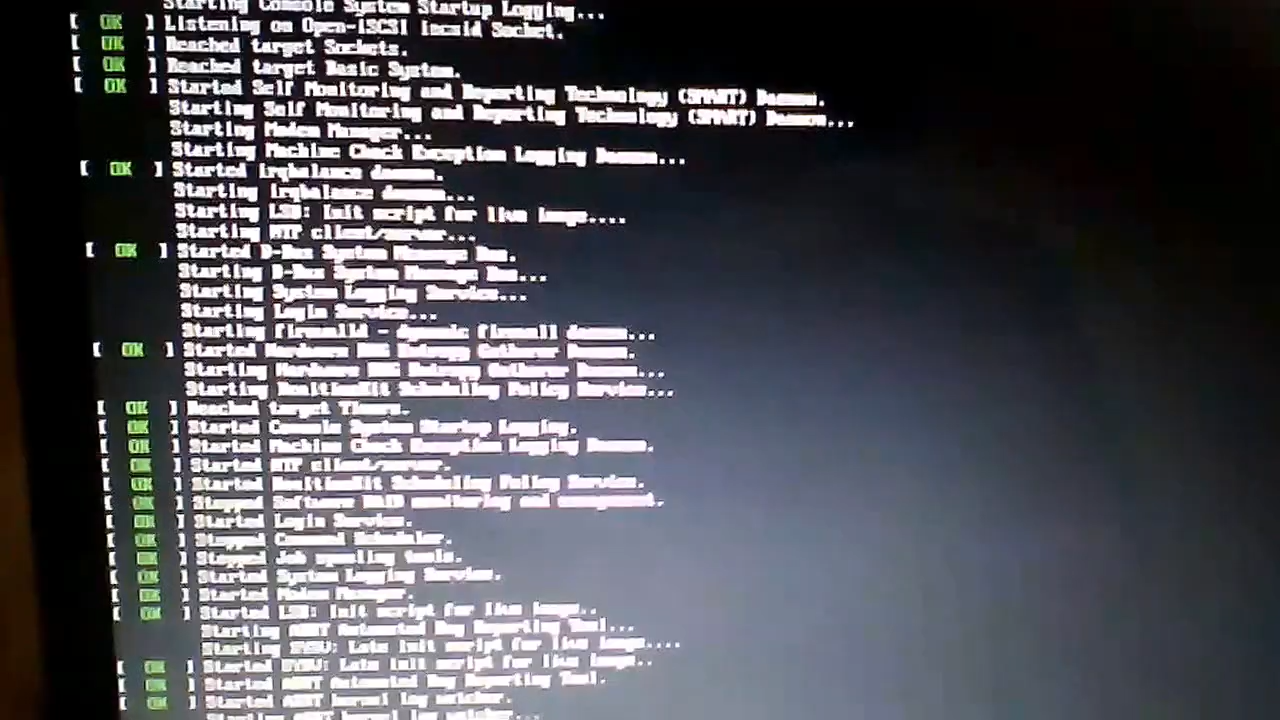 Starting Console System Startup Logging...
[ OK ] Listening on Open-iSCSI iscsid Socket.
[ OK ] Reached target Sockets.
[ OK ] Reached target Basic System.
[ OK ] Started Self Monitoring and Reporting Technology (SMART) Daemon.
Starting Self Monitoring and Reporting Technology (SMART) Daemon...
Starting Modem Manager...
Starting Machine Check Exception Logging Daemon...
[ OK ] Started irqbalance daemon.
Starting irqbalance daemon...
Starting LSB: Init script for live image....
Starting NTP client/server...
[ OK ] Started D-Bus System Message Bus.
Starting D-Bus System Message Bus...
Starting System Logging Service...
Starting Login Service...
Starting firewalld - dynamic firewall daemon...
[ OK ] Started Hardware RNG Entropy Gatherer Daemon.
Starting Hardware RNG Entropy Gatherer Daemon...
Starting RealtimeKit Scheduling Policy Service...
[ OK ] Reached target Timers.
[ OK ] Started Console System Startup Logging.
[ OK ] Started Machine Check Exception Logging Daemon.
[ OK ] Started NTP client/server.
[ OK ] Started RealtimeKit Scheduling Policy Service.
[ OK ] Stopped Software RAID monitoring and management.
[ OK ] Started Login Service.
[ OK ] Stopped Command Scheduler.
[ OK ] Stopped Job spooling tools.
[ OK ] Started System Logging Service.
[ OK ] Started Modem Manager.
[ OK ] Started LSB: Init script for live image..
Starting ABRT Automated Bug Reporting Tool...
Starting SYSV: Late init script for live image....
[ OK ] Started SYSV: Late init script for live image..
[ OK ] Started ABRT Automated Bug Reporting Tool.
[ OK ] Started ABRT kernel log watcher.
Starting ABRT kernel log watcher...